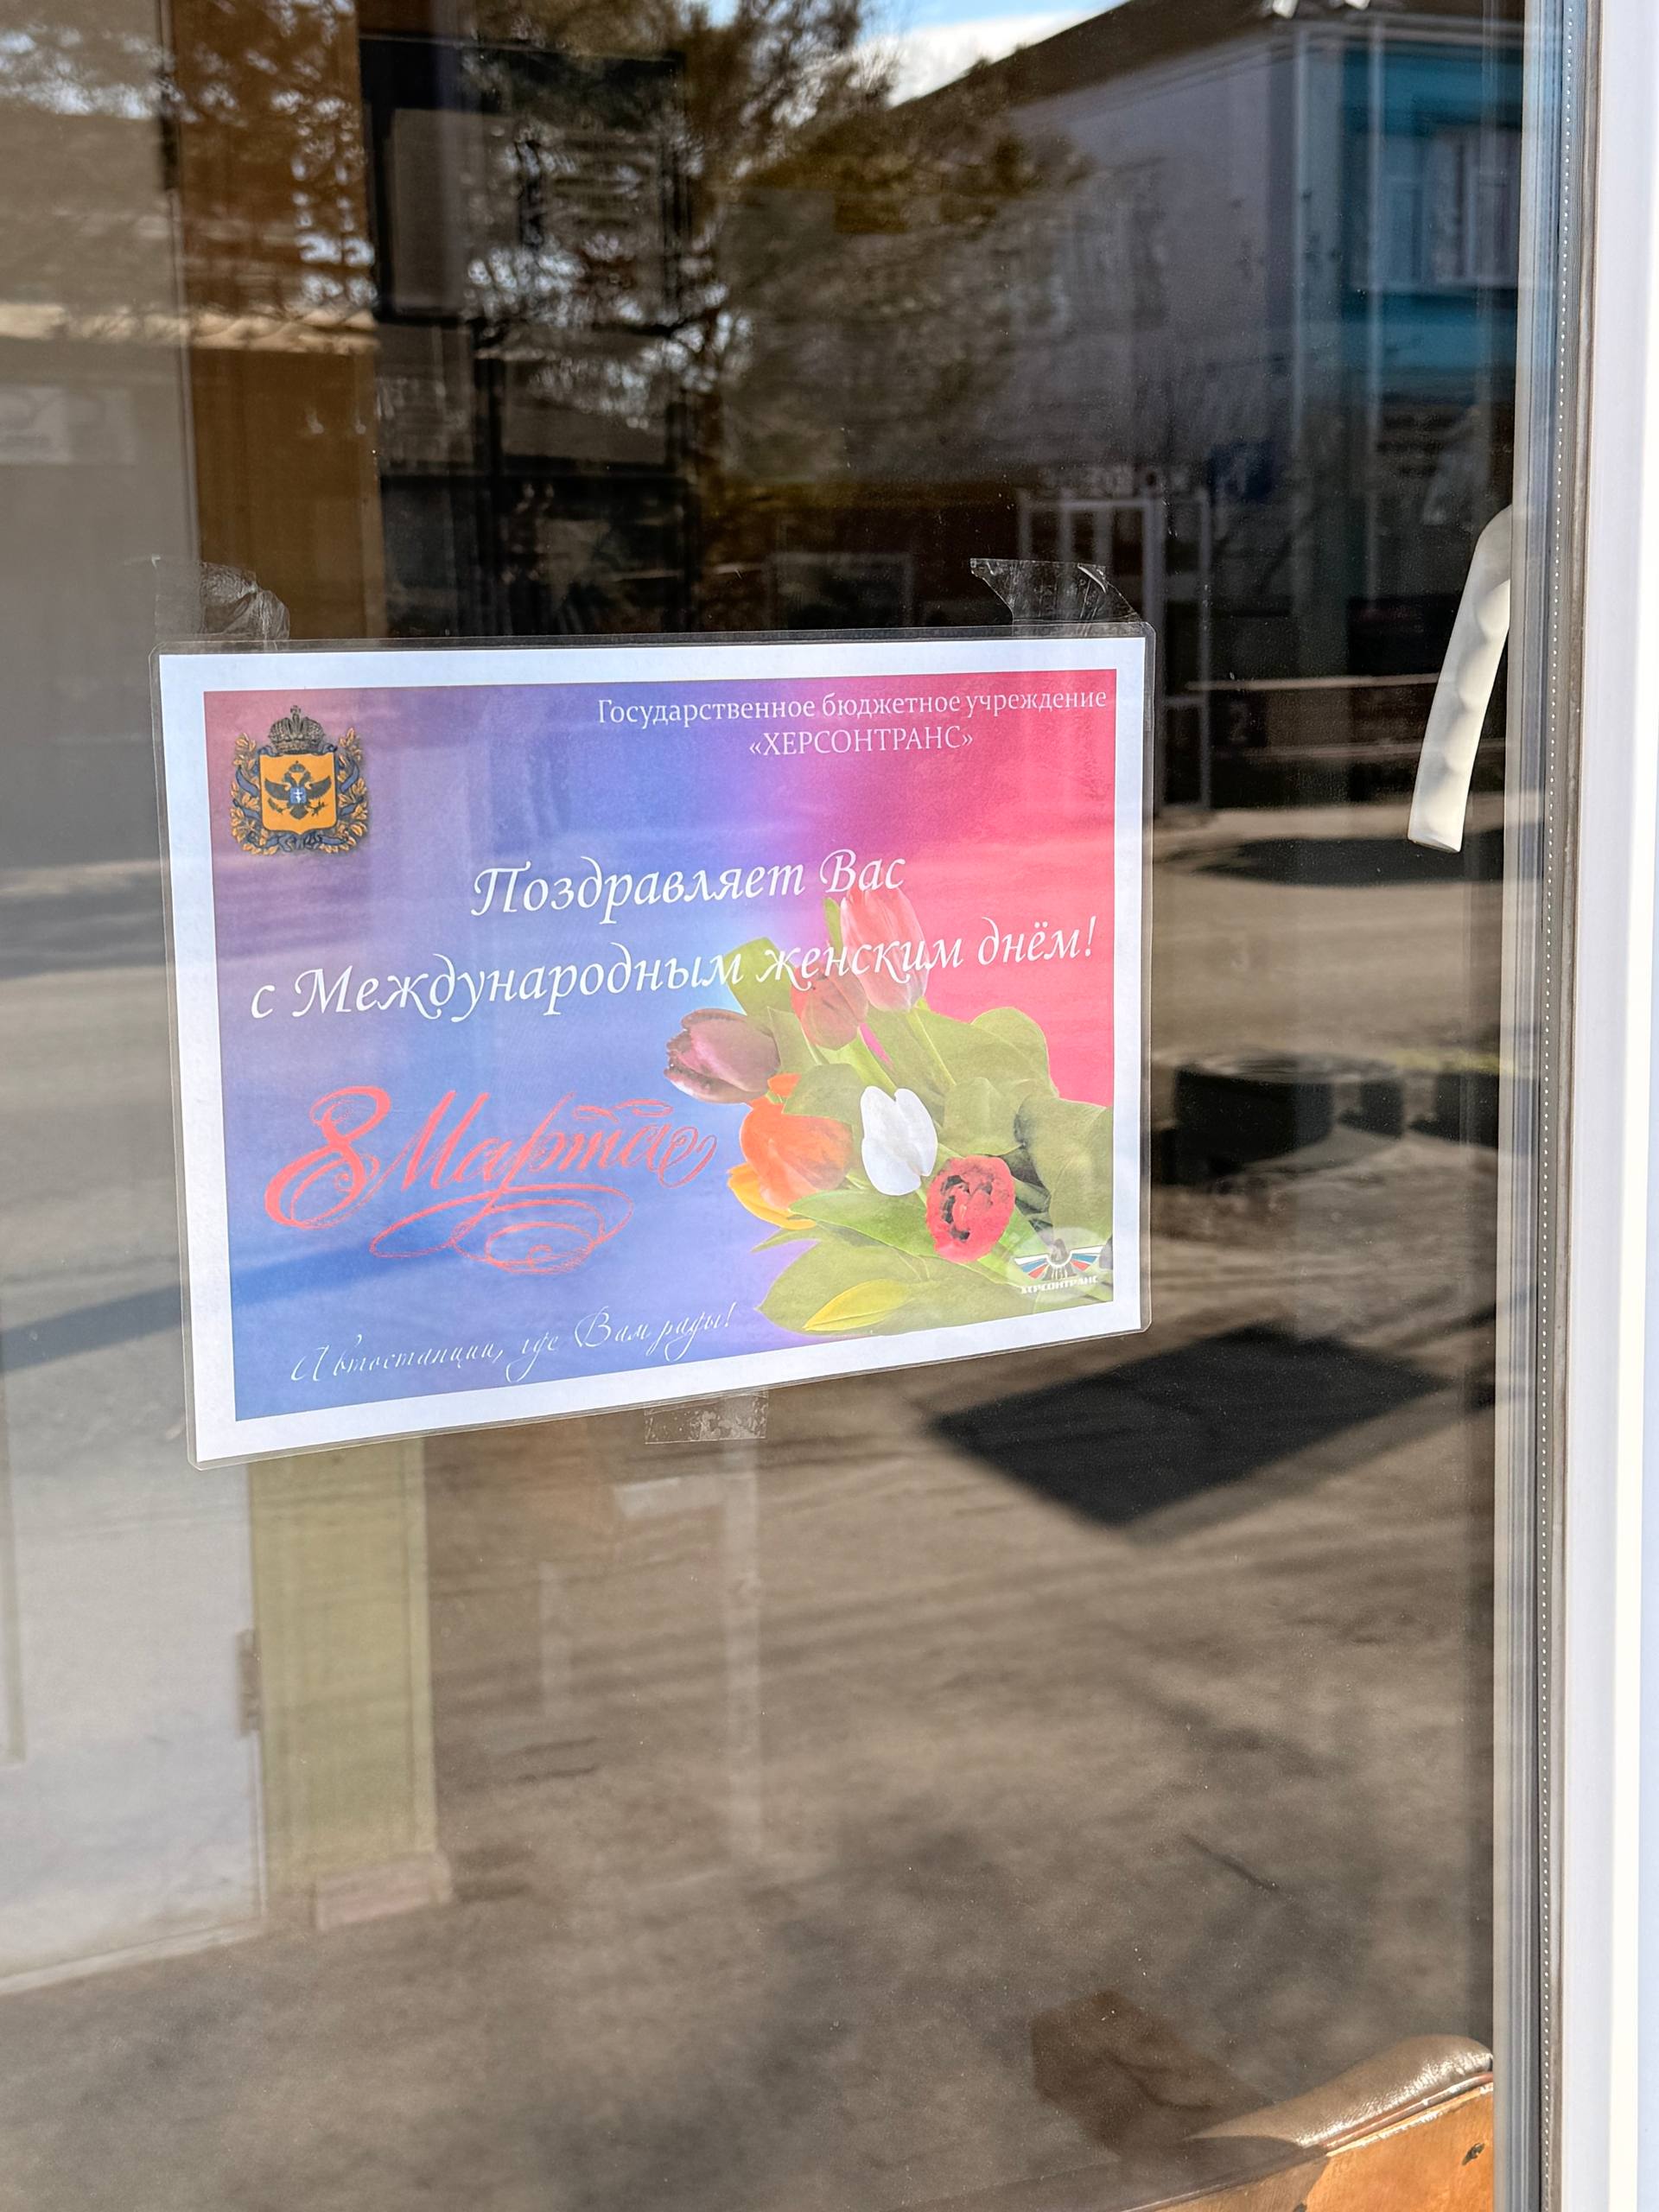 Государственное бюджетное учреждение
«ХЕРСОНТРАНС»
Поздравляет Вас
с Международным женским днём!
8 Марта
Автостанции, где Вам рады!
ХЕРСОНТРАНС